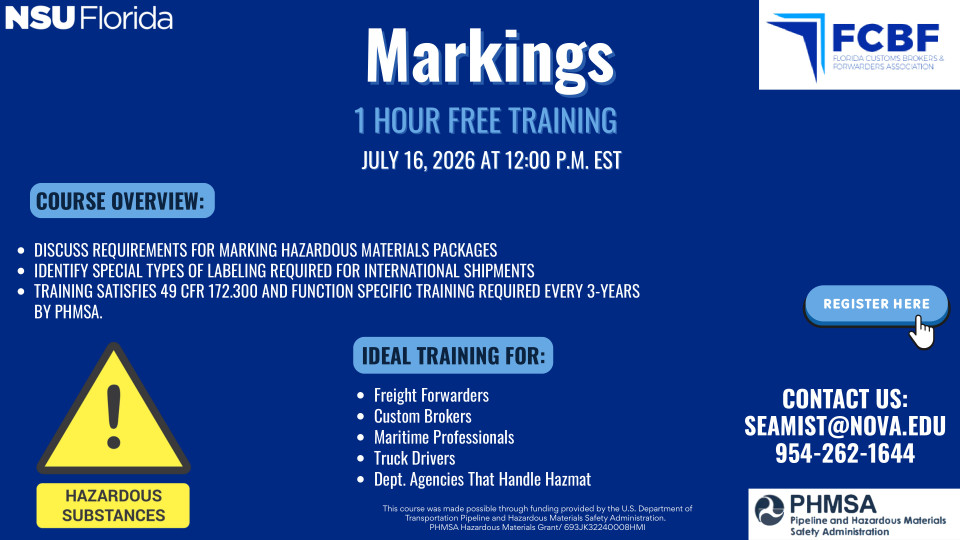 NSU Florida
Markings
FCBF
FLORIDA CUSTOMS BROKERS &
FORWARDERS ASSOCIATION
1 HOUR FREE TRAINING
JULY 16, 2026 AT 12:00 P.M. EST
COURSE OVERVIEW:
• DISCUSS REQUIREMENTS FOR MARKING HAZARDOUS MATERIALS PACKAGES
• IDENTIFY SPECIAL TYPES OF LABELING REQUIRED FOR INTERNATIONAL SHIPMENTS
• TRAINING SATISFIES 49 CFR 172.300 AND FUNCTION SPECIFIC TRAINING REQUIRED EVERY 3-YEARS
BY PHMSA.
REGISTER HERE
IDEAL TRAINING FOR:
• Freight Forwarders
• Custom Brokers
• Maritime Professionals
• Truck Drivers
• Dept. Agencies That Handle Hazmat
!
HAZARDOUS
SUBSTANCES
CONTACT US:
SEAMIST@NOVA.EDU
954-262-1644
This course was made possible through funding provided by the U.S. Department of
Transportation Pipeline and Hazardous Materials Safety Administration.
PHMSA Hazardous Materials Grant/ 693JK32240008HMI
PHMSA
Pipeline and Hazardous Materials
Safety Administration